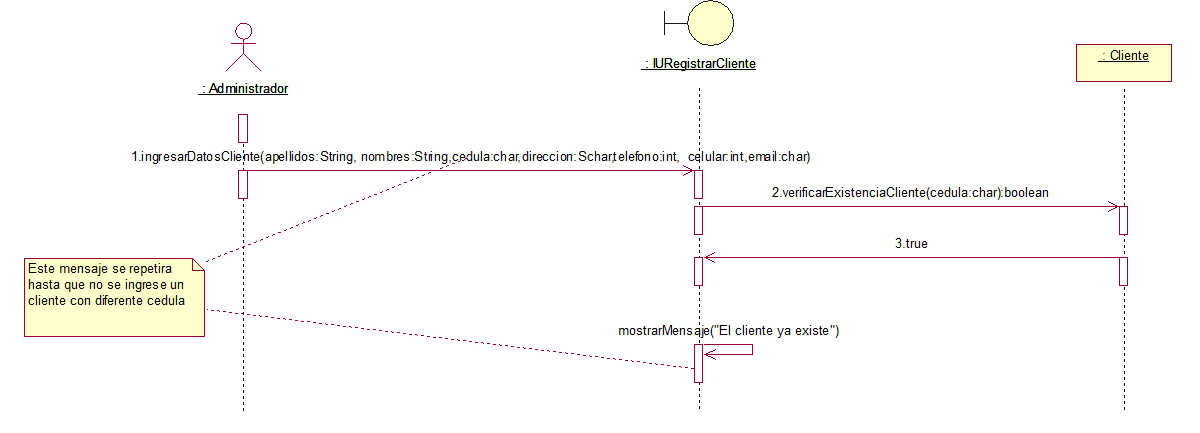 : Administrador
: IURegistrarCliente
: Cliente
1.ingresarDatosCliente(apellidos:String, nombres:String,cedula:char,direccion:Schar,telefono:int, celular:int,email:char)
2.verificarExistenciaCliente(cedula:char):boolean
3.true
Este mensaje se repetira
hasta que no se ingrese un
cliente con diferente cedula
mostrarMensaje("El cliente ya existe")